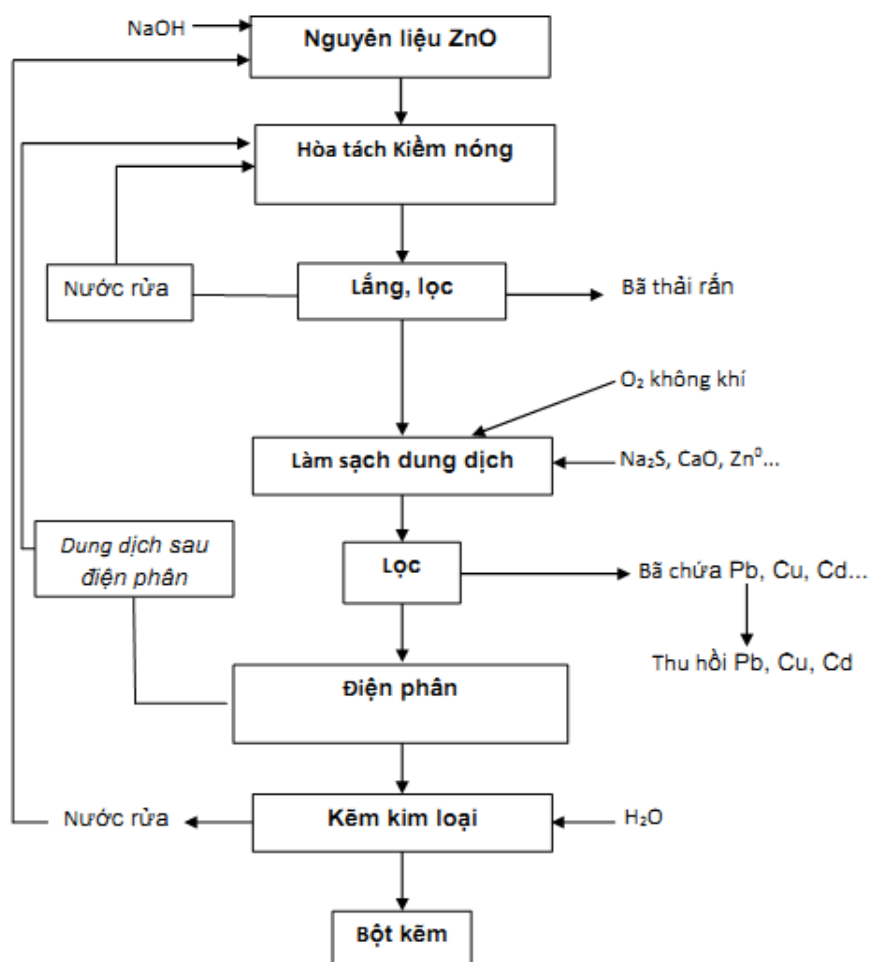 NaOH
Nguyên liệu ZnO
Hòa tách Kiềm nóng
Nước rửa
Lắng, lọc
Bã thải rắn
O₂ không khí
Làm sạch dung dịch
Na₂S, CaO, Zn⁰...
Dung dịch sau
điện phân
Lọc
Bã chứa Pb, Cu, Cd...
Thu hồi Pb, Cu, Cd
Điện phân
Nước rửa
Kẽm kim loại
H₂O
Bột kẽm